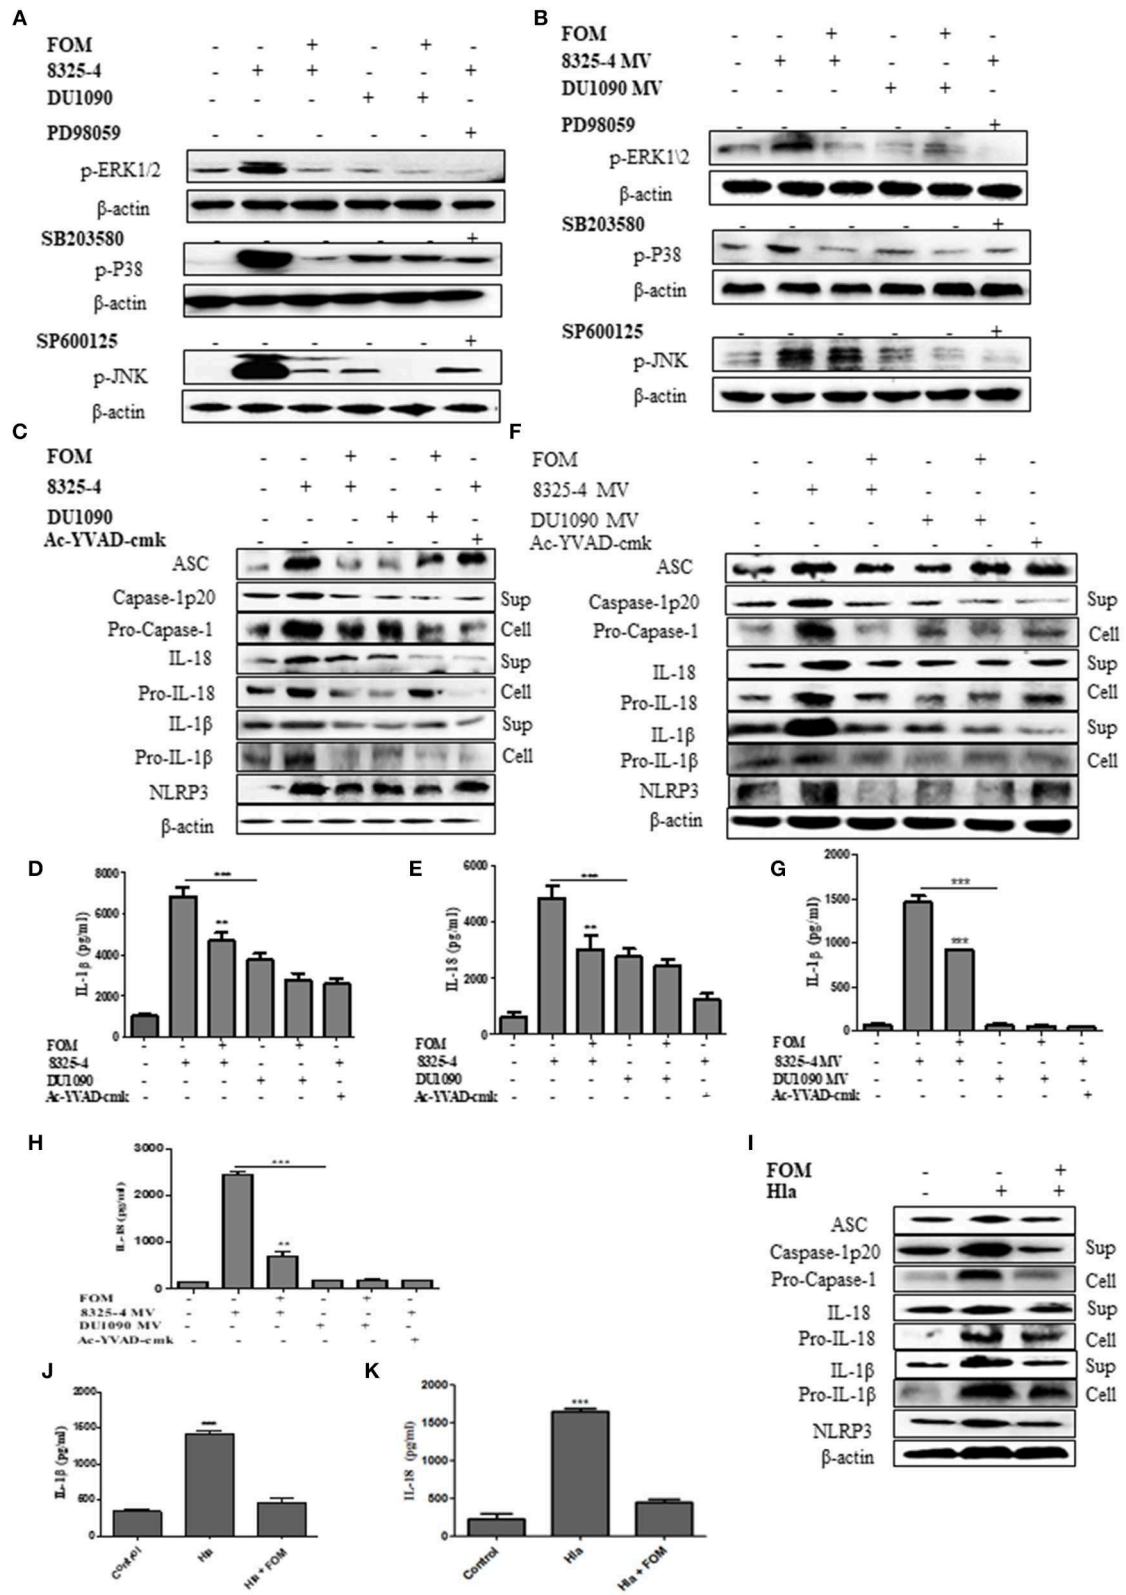 A
FOM - - + - + -
8325-4 - + + - - +
DU1090 - - - + + -
PD98059 - - - - - +
p-ERK1/2
β-actin
SB203580 - - - - - +
p-P38
β-actin
SP600125 - - - - - +
p-JNK
β-actin
B
FOM - - + - + -
8325-4 MV - + + - - +
DU1090 MV - - - + + -
PD98059 - - - - - +
p-ERK1\2
β-actin
SB203580 - - - - - +
p-P38
β-actin
SP600125 - - - - - +
p-JNK
β-actin
C
FOM - - + - + -
8325-4 - + + - - +
DU1090 - - - + + -
Ac-YVAD-cmk +
ASC
Capase-1p20 Sup
Pro-Capase-1 Cell
IL-18 Sup
Pro-IL-18 Cell
IL-1β Sup
Pro-IL-1β Cell
NLRP3
β-actin
F
FOM - - + - + -
8325-4 MV - + + - - -
DU1090 MV - - - + + -
Ac-YVAD-cmk - - - - - +
ASC
Caspase-1p20 Sup
Pro-Capase-1 Cell
IL-18 Sup
Pro-IL-18 Cell
IL-1β Sup
Pro-IL-1β Cell
NLRP3
β-actin
D
IL-1β (pg/ml)
8000
6000
4000
2000
0
***
**
FOM - - + - + -
8325-4 - + + - - +
DU1090 - - - + + -
Ac-YVAD-cmk - - - - - +
E
IL-18 (pg/ml)
6000
4000
2000
0
***
**
FOM - - + - + -
8325-4 - + + - - +
DU1090 - - - + + -
Ac-YVAD-cmk - - - - - +
G
IL-1β (pg/ml)
2000
1500
1000
500
0
***
***
FOM - - + - + -
8325-4 MV - + + - - +
DU1090 MV - - - + + -
Ac-YVAD-cmk - - - - - +
H
IL-18 (pg/ml)
3000
2000
1000
0
***
**
FOM - - + - + -
8325-4 MV - + + - - +
DU1090 MV - - - + + -
Ac-YVAD-cmk - - - - - +
I
FOM - - +
Hla - + +
ASC
Caspase-1p20 Sup
Pro-Capase-1 Cell
IL-18 Sup
Pro-IL-18 Cell
IL-1β Sup
Pro-IL-1β Cell
NLRP3
β-actin
J
IL-1β (pg/ml)
2000
1500
1000
500
0
***
Control
Hla
Hla + FOM
K
IL-18 (pg/ml)
2000
1500
1000
500
0
***
Control
Hla
Hla + FOM